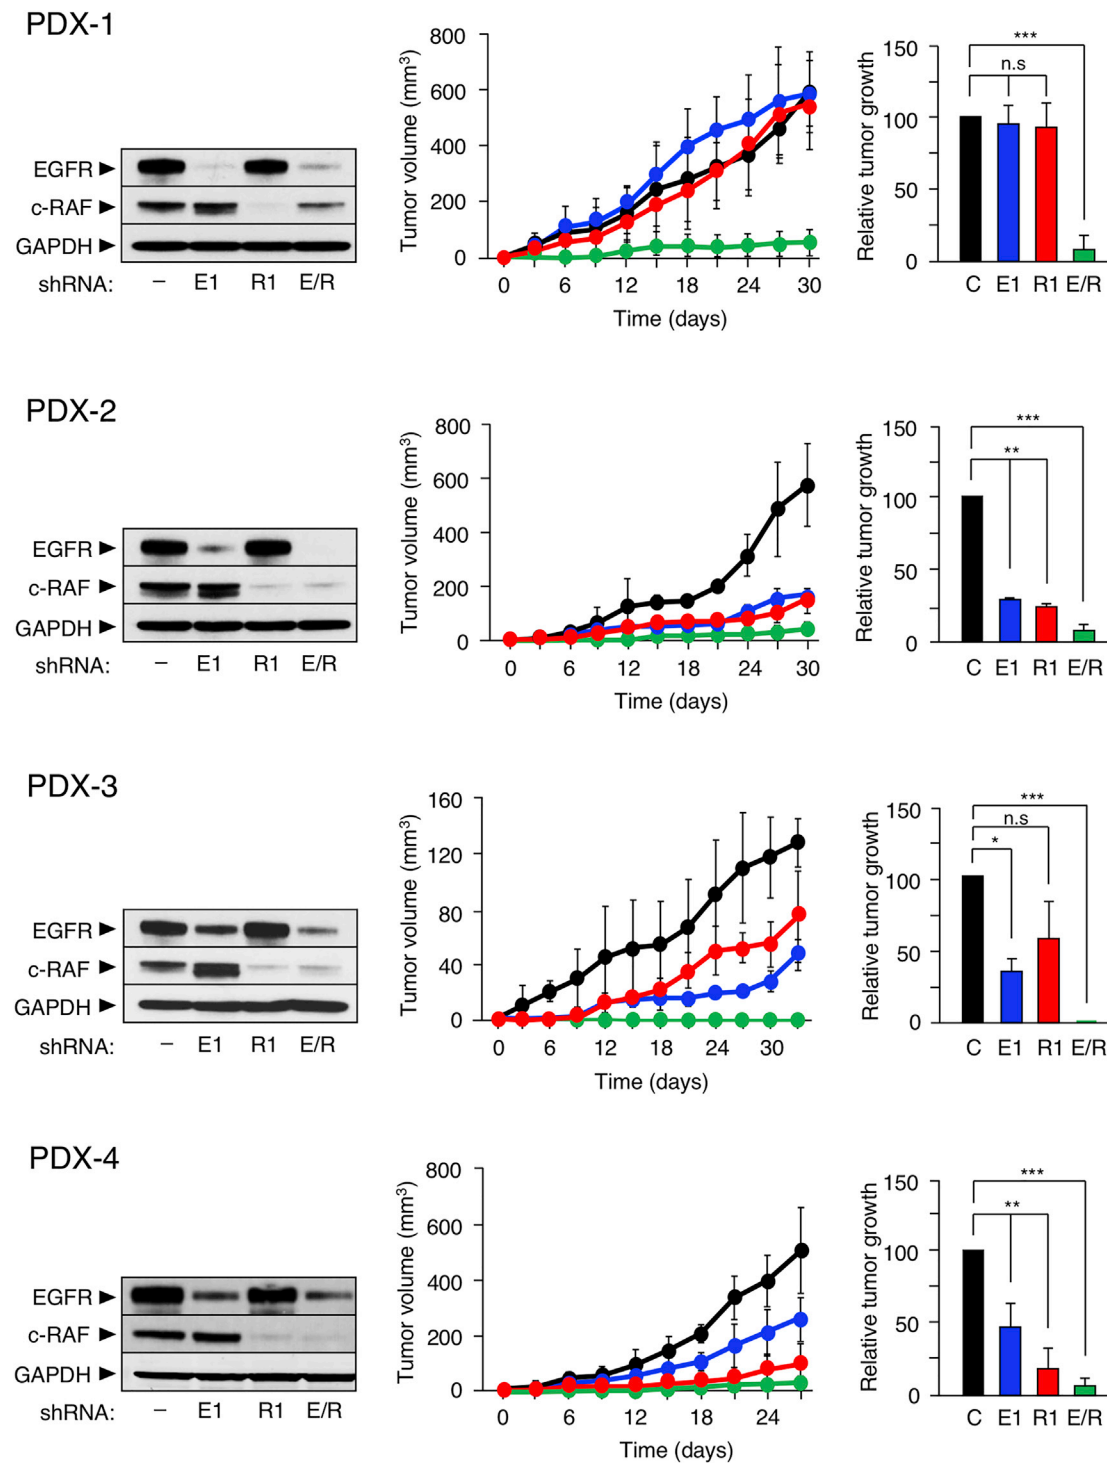 PDX-1
EGFR ►
c-RAF ►
GAPDH ►
shRNA: – E1 R1 E/R
Tumor volume (mm³)
800
600
400
200
0
0 6 12 18 24 30
Time (days)
Relative tumor growth
150
100
50
0
***
n.s
C E1 R1 E/R
PDX-2
EGFR ►
c-RAF ►
GAPDH ►
shRNA: – E1 R1 E/R
Tumor volume (mm³)
800
600
400
200
0
0 6 12 18 24 30
Time (days)
Relative tumor growth
150
100
50
0
***
**
C E1 R1 E/R
PDX-3
EGFR ►
c-RAF ►
GAPDH ►
shRNA: – E1 R1 E/R
Tumor volume (mm³)
160
120
80
40
0
0 6 12 18 24 30
Time (days)
Relative tumor growth
150
100
50
0
***
n.s
*
C E1 R1 E/R
PDX-4
EGFR ►
c-RAF ►
GAPDH ►
shRNA: – E1 R1 E/R
Tumor volume (mm³)
800
600
400
200
0
0 6 12 18 24
Time (days)
Relative tumor growth
150
100
50
0
***
**
C E1 R1 E/R